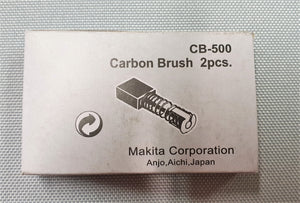 CB-500
Carbon Brush 2pcs.
Makita Corporation
Anjo,Aichi,Japan